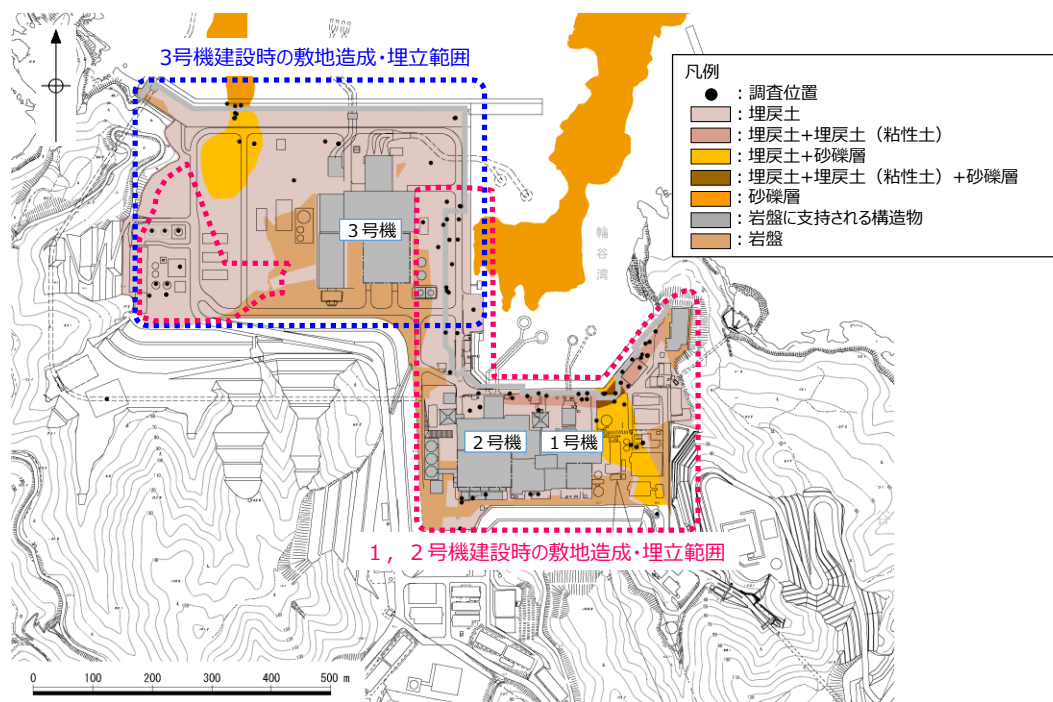 3号機建設時の敷地造成・埋立範囲
凡例
：調査位置
：埋戻土
：埋戻土+埋戻土（粘性土）
：埋戻土+砂礫層
：埋戻土+埋戻土（粘性土）+砂礫層
：砂礫層
：岩盤に支持される構造物
：岩盤
3号機
輪谷湾
2号機
1号機
1，2号機建設時の敷地造成・埋立範囲
0 100 200 300 400 500 m